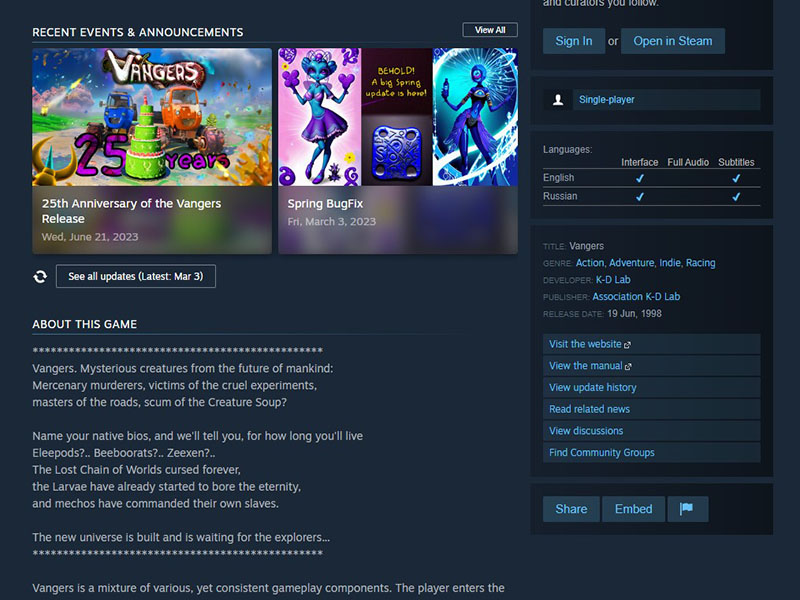 and curators you follow.
RECENT EVENTS & ANNOUNCEMENTS
View All
VANGERS
25 years
25th Anniversary of the Vangers
Release
Wed, June 21, 2023
BEHOLD!
A big Spring
update is here!
Spring BugFix
Fri, March 3, 2023
See all updates (Latest: Mar 3)
ABOUT THIS GAME
************************************************
Vangers. Mysterious creatures from the future of mankind:
Mercenary murderers, victims of the cruel experiments,
masters of the roads, scum of the Creature Soup?
Name your native bios, and we'll tell you, for how long you'll live
Eleepods?.. Beeboorats?.. Zeexen?..
The Lost Chain of Worlds cursed forever,
the Larvae have already started to bore the eternity,
and mechos have commanded their own slaves.
The new universe is built and is waiting for the explorers...
************************************************
Vangers is a mixture of various, yet consistent gameplay components. The player enters the
Sign In or Open in Steam
Single-player
Languages:
Interface Full Audio Subtitles
English ✔ ✔
Russian ✔ ✔
TITLE: Vangers
GENRE: Action, Adventure, Indie, Racing
DEVELOPER: K-D Lab
PUBLISHER: Association K-D Lab
RELEASE DATE: 19 Jun, 1998
Visit the website
View the manual
View update history
Read related news
View discussions
Find Community Groups
Share Embed